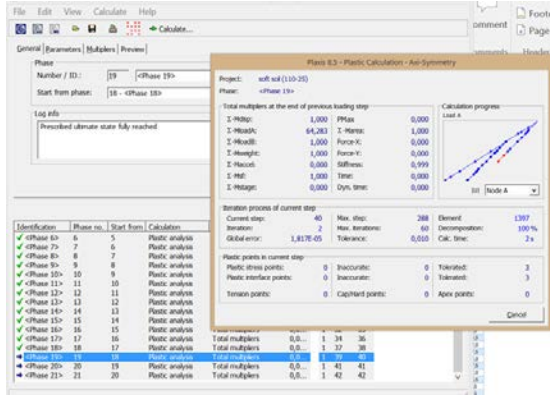 File Edit View Calculate Help
Calculate...
General Parameters Multipliers Preview
Phase
Number / ID.: 19 <Phase 19>
Start from phase: 18 - <Phase 18>
Log info
Prescribed ultimate state fully reached
Identification Phase no. Start from Calculation
<Phase 6> 6 5 Plastic analysis
<Phase 7> 7 6 Plastic analysis
<Phase 8> 8 7 Plastic analysis
<Phase 9> 9 8 Plastic analysis
<Phase 10> 10 9 Plastic analysis
<Phase 11> 11 10 Plastic analysis
<Phase 12> 12 11 Plastic analysis
<Phase 13> 13 12 Plastic analysis
<Phase 14> 14 13 Plastic analysis
<Phase 15> 15 14 Plastic analysis
<Phase 16> 16 15 Plastic analysis
<Phase 17> 17 16 Plastic analysis Total multipliers 0,0... 1 34 36
<Phase 18> 18 17 Plastic analysis Total multipliers 0,0... 1 37 38
<Phase 19> 19 18 Plastic analysis Total multipliers 0,0... 1 39 40
<Phase 20> 20 19 Plastic analysis Total multipliers 0,0... 1 41 41
<Phase 21> 21 20 Plastic analysis Total multipliers 0,0... 1 42 42
Plaxis 8.5 - Plastic Calculation - Axi-Symmetry
Project: soft soil (110-25)
Phase: <Phase 19>
Total multipliers at the end of previous loading step
Σ-Mdisp: 1,000 PMax 0,000
Σ-MloadA: 64,283 Σ-Marea: 1,000
Σ-MloadB: 1,000 Force-X: 0,000
Σ-Mweight: 1,000 Force-Y: 0,000
Σ-Maccel: 0,000 Stiffness: 0,999
Σ-Msf: 1,000 Time: 0,000
Σ-Mstage: 0,000 Dyn. time: 0,000
Calculation progress
Load A
|U| Node A
Iteration process of current step
Current step: 40 Max. step: 288 Element 1397
Iteration: 2 Max. iterations: 60 Decomposition: 100 %
Global error: 1,817E-05 Tolerance: 0,010 Calc. time: 2 s
Plastic points in current step
Plastic stress points: 0 Inaccurate: 0 Tolerated: 3
Plastic interface points: 0 Inaccurate: 0 Tolerated: 3
Tension points: 0 Cap/Hard points: 0 Apex points: 0
Cancel
omment
Foote
Page
Header